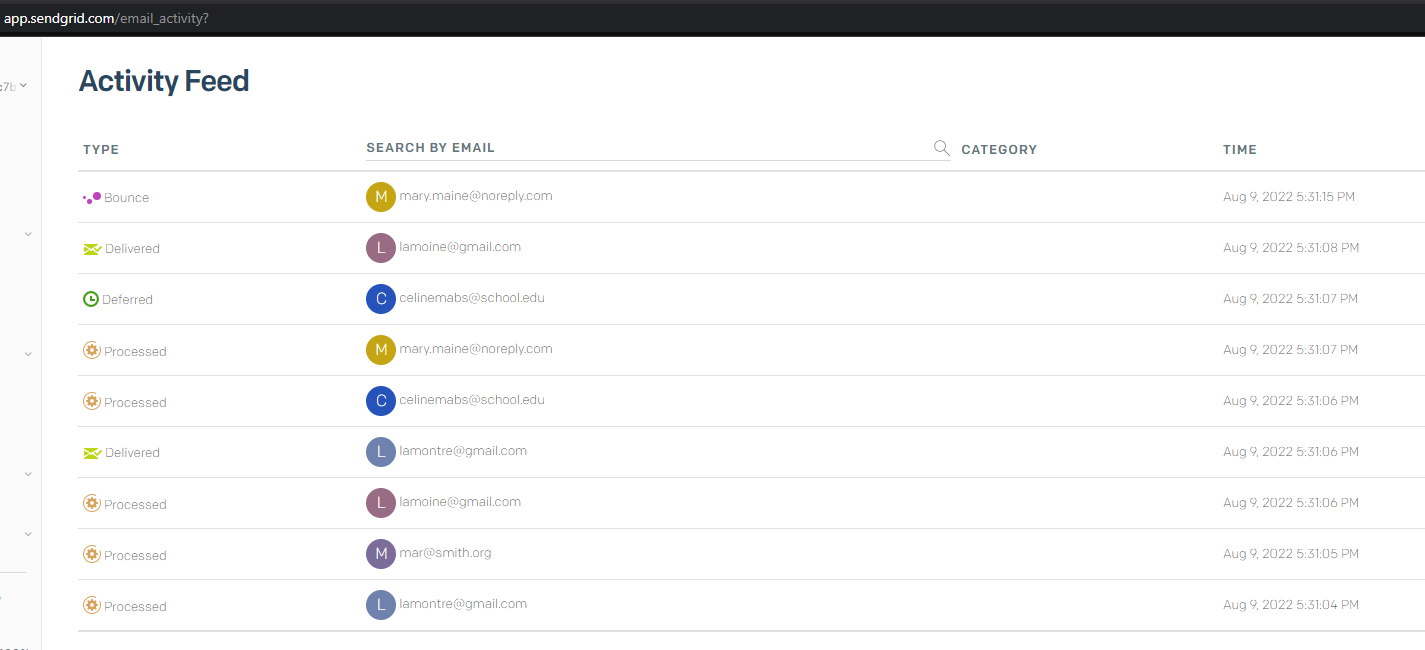 app.sendgrid.com/email_activity?
Activity Feed
TYPE SEARCH BY EMAIL CATEGORY TIME
Bounce M mary.maine@noreply.com Aug 9, 2022 5:31:15 PM
Delivered L lamoine@gmail.com Aug 9, 2022 5:31:08 PM
Deferred C celinemabs@school.edu Aug 9, 2022 5:31:07 PM
Processed M mary.maine@noreply.com Aug 9, 2022 5:31:07 PM
Processed C celinemabs@school.edu Aug 9, 2022 5:31:06 PM
Delivered L lamontre@gmail.com Aug 9, 2022 5:31:06 PM
Processed L lamoine@gmail.com Aug 9, 2022 5:31:06 PM
Processed M mar@smith.org Aug 9, 2022 5:31:05 PM
Processed L lamontre@gmail.com Aug 9, 2022 5:31:04 PM